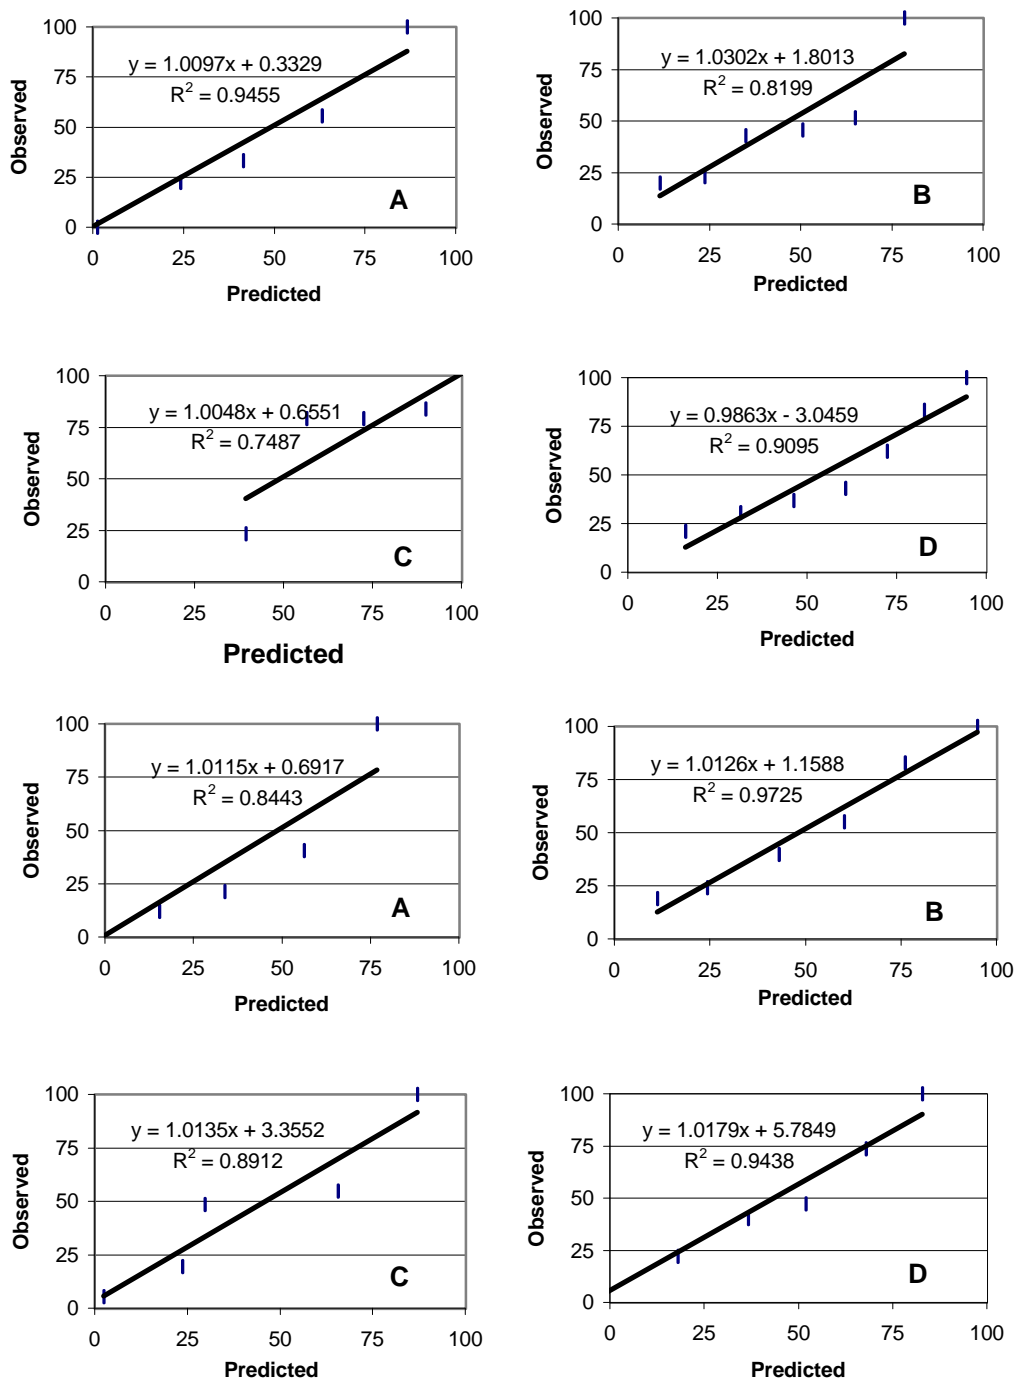 100
75
50
25
0
Observed
y = 1.0097x + 0.3329
R² = 0.9455
A
0 25 50 75 100
Predicted
100
75
50
25
0
Observed
y = 1.0302x + 1.8013
R² = 0.8199
B
0 25 50 75 100
Predicted
100
75
50
25
0
Observed
y = 1.0048x + 0.6551
R² = 0.7487
C
0 25 50 75 100
Predicted
100
75
50
25
0
Observed
y = 0.9863x - 3.0459
R² = 0.9095
D
0 25 50 75 100
Predicted
100
75
50
25
0
Observed
y = 1.0115x + 0.6917
R² = 0.8443
A
0 25 50 75 100
Predicted
100
75
50
25
0
Observed
y = 1.0126x + 1.1588
R² = 0.9725
B
0 25 50 75 100
Predicted
100
75
50
25
0
Observed
y = 1.0135x + 3.3552
R² = 0.8912
C
0 25 50 75 100
Predicted
100
75
50
25
0
Observed
y = 1.0179x + 5.7849
R² = 0.9438
D
0 25 50 75 100
Predicted